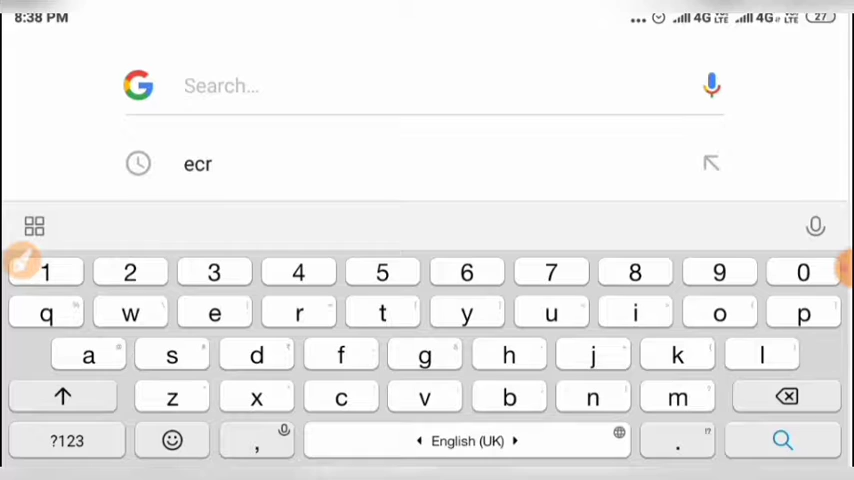 8:38 PM ... 4G LTE 4G LTE 27
G Search...
ecr
1 2 3 4 5 6 7 8 9 0
q w e r t y u i o p
a s d f g h j k l
z x c v b n m
?123 , English (UK) .